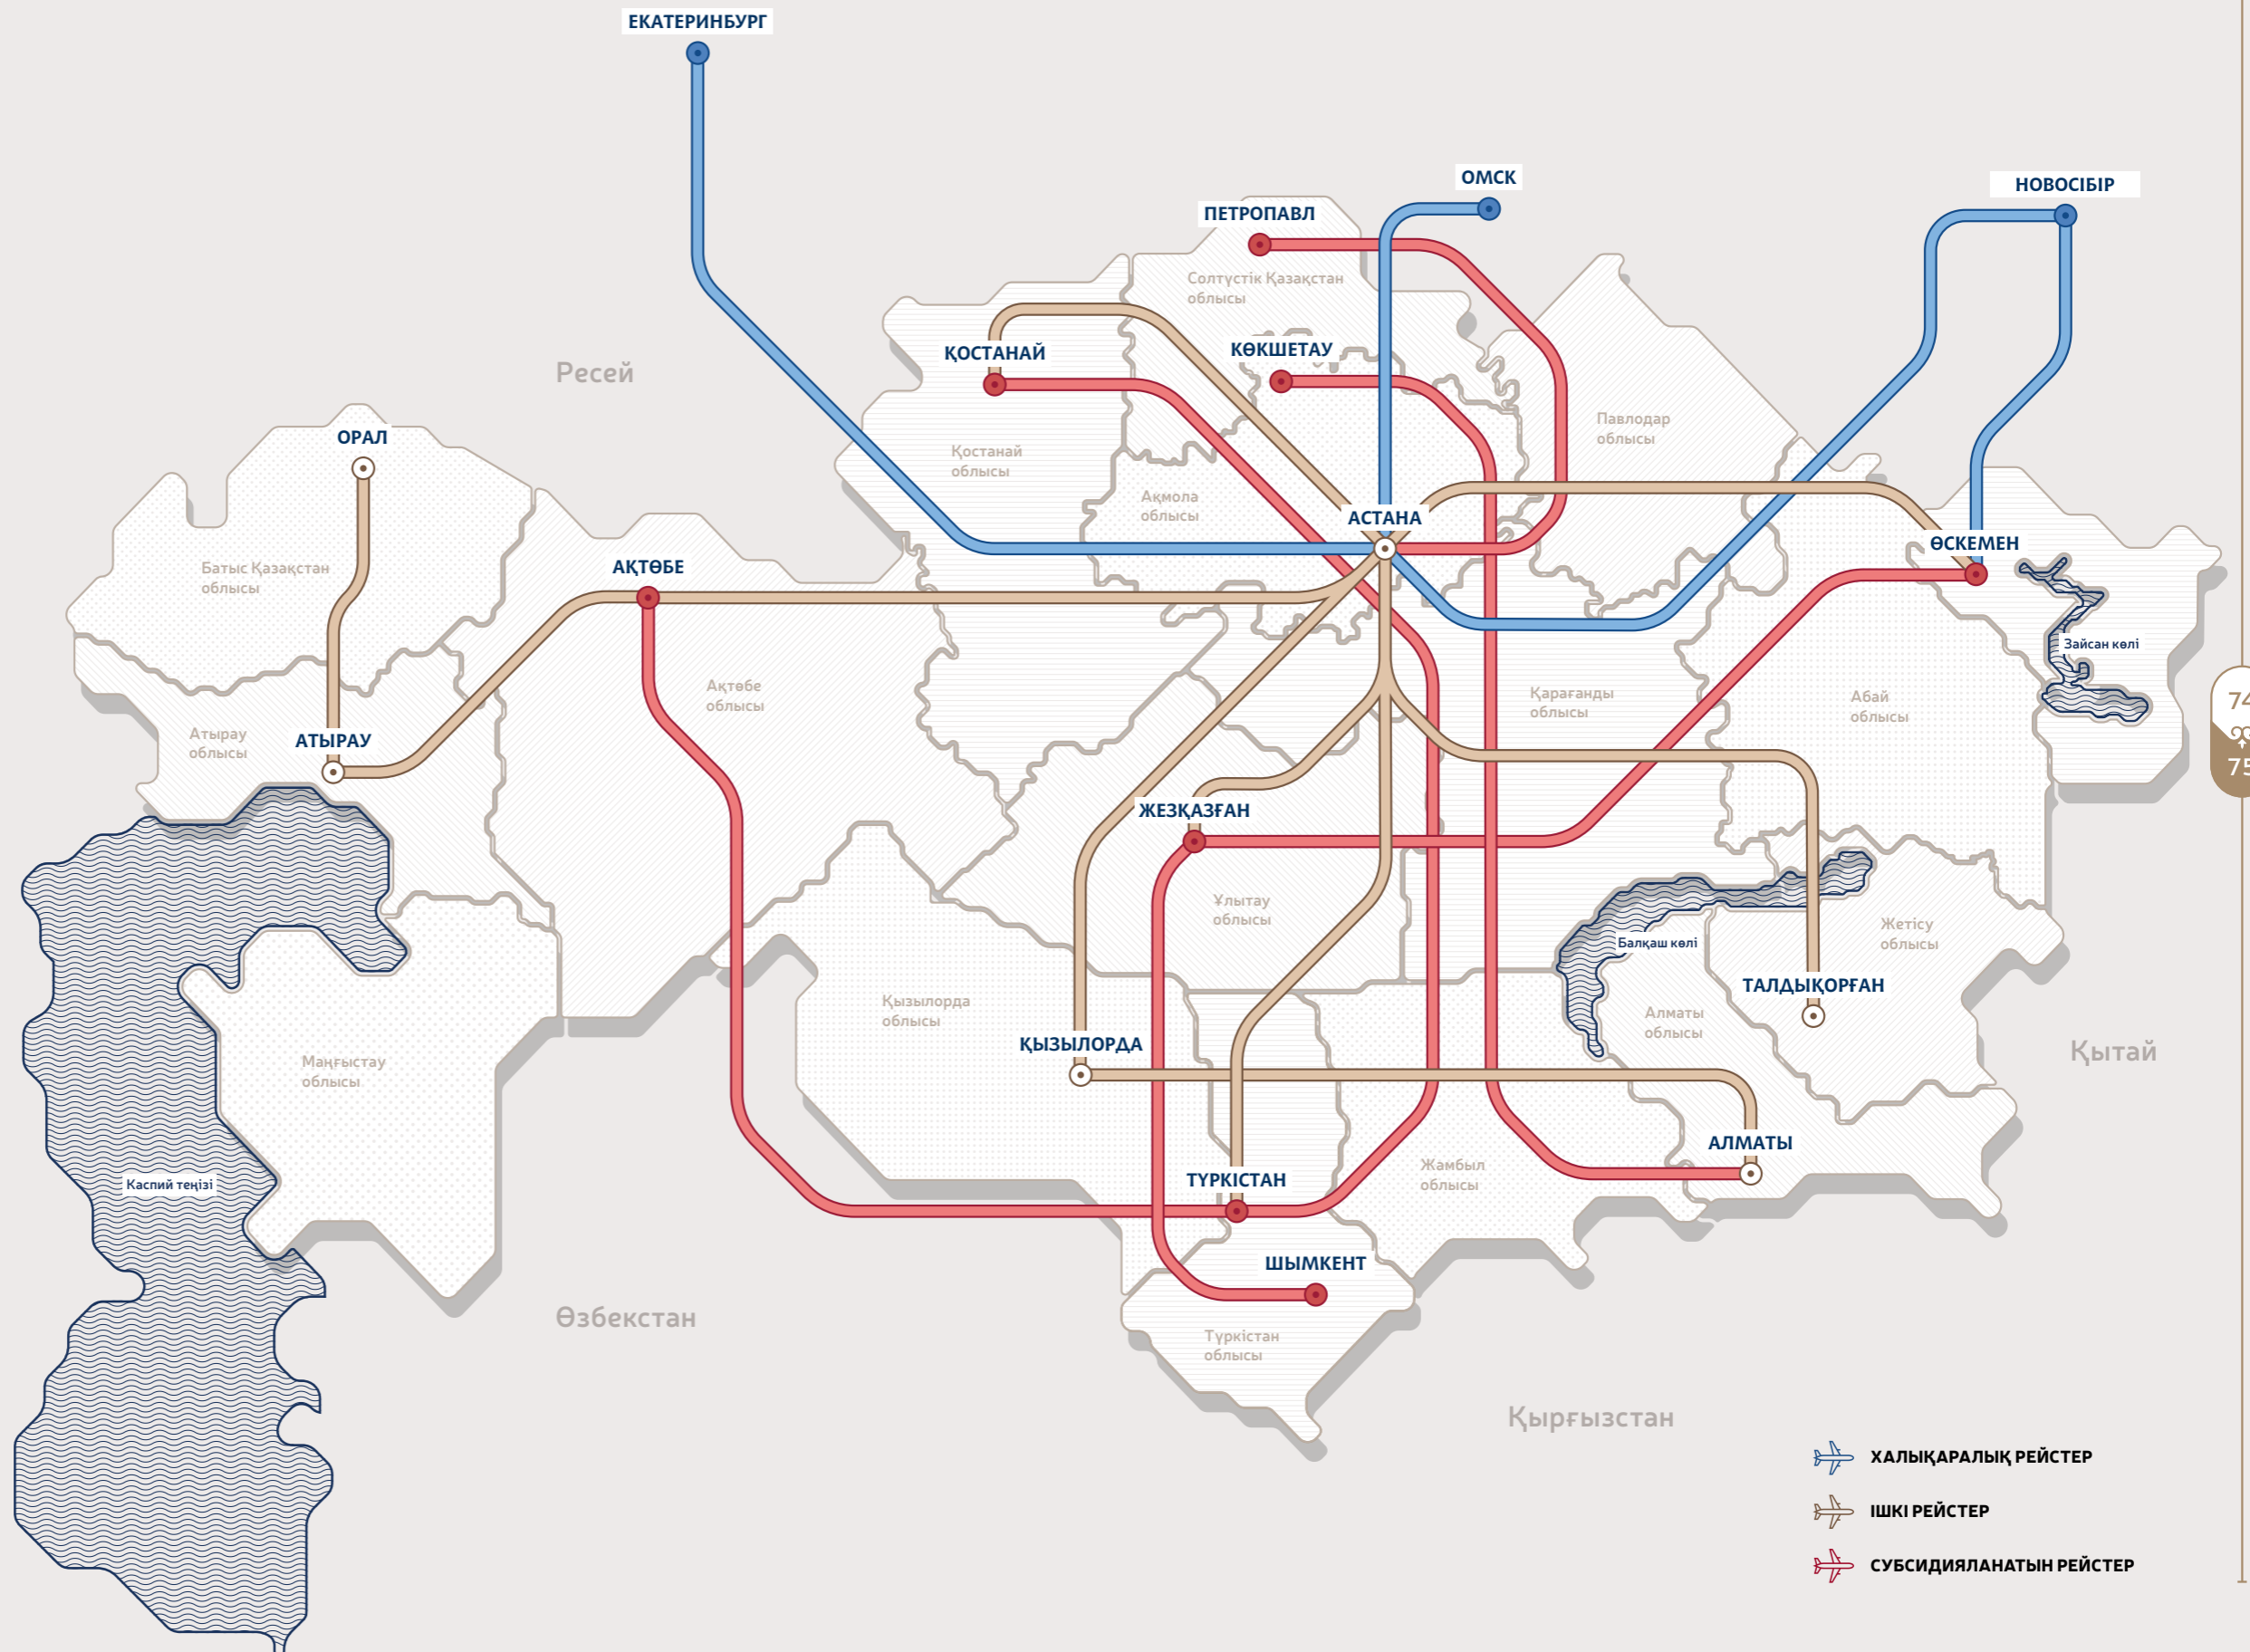 ЕКАТЕРИНБУРГ
ОМСК
НОВОСІБІР
ПЕТРОПАВЛ
Солтүстік Қазақстан
облысы
ҚОСТАНАЙ
КӨКШЕТАУ
Ресей
Павлодар
облысы
ОРАЛ
Қостанай
облысы
Ақмола
облысы
АСТАНА
ӨСКЕМЕН
Батыс Қазақстан
облысы
АҚТӨБЕ
Зайсан көлі
Ақтөбе
облысы
Қарағанды
облысы
Абай
облысы
74
75
Атырау
облысы
АТЫРАУ
ЖЕЗҚАЗҒАН
Ұлытау
облысы
Балқаш көлі
Жетісу
облысы
ТАЛДЫҚОРҒАН
Қызылорда
облысы
Алматы
облысы
ҚЫЗЫЛОРДА
Қытай
Маңғыстау
облысы
АЛМАТЫ
Жамбыл
облысы
Каспий теңізі
ТҮРКІСТАН
ШЫМКЕНТ
Өзбекстан
Түркістан
облысы
Қырғызстан
ХАЛЫҚАРАЛЫҚ РЕЙСТЕР
ІШКІ РЕЙСТЕР
СУБСИДИЯЛАНАТЫН РЕЙСТЕР